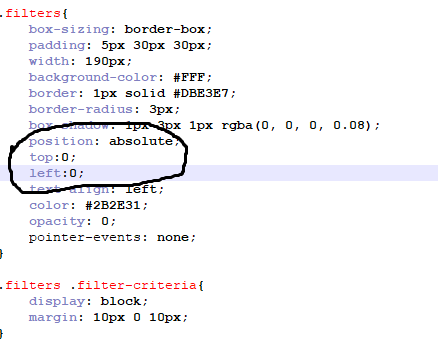 .filters{
box-sizing: border-box;
padding: 5px 30px 30px;
width: 190px;
background-color: #FFF;
border: 1px solid #DBE3E7;
border-radius: 3px;
box-shadow: 1px 3px 1px rgba(0, 0, 0, 0.08);
position: absolute;
top:0;
left:0;
text-align: left;
color: #2B2E31;
opacity: 0;
pointer-events: none;
}
.filters .filter-criteria{
display: block;
margin: 10px 0 10px;
}